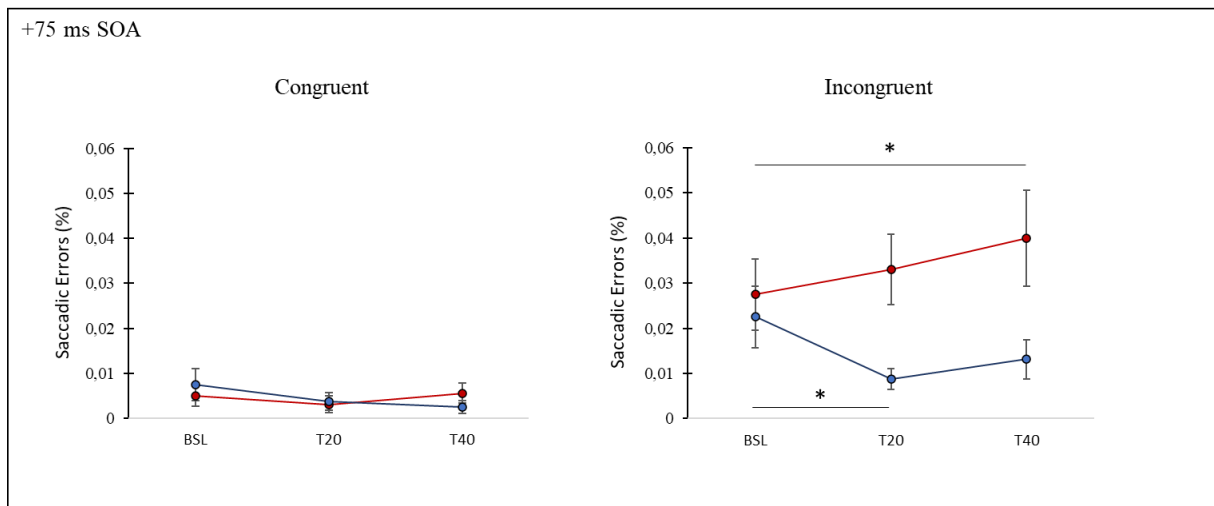 +75 ms SOA
Congruent
Saccadic Errors (%)
0,06
0,05
0,04
0,03
0,02
0,01
0
BSL T20 T40
Incongruent
Saccadic Errors (%)
0,06
0,05
0,04
0,03
0,02
0,01
0
*
*
BSL T20 T40